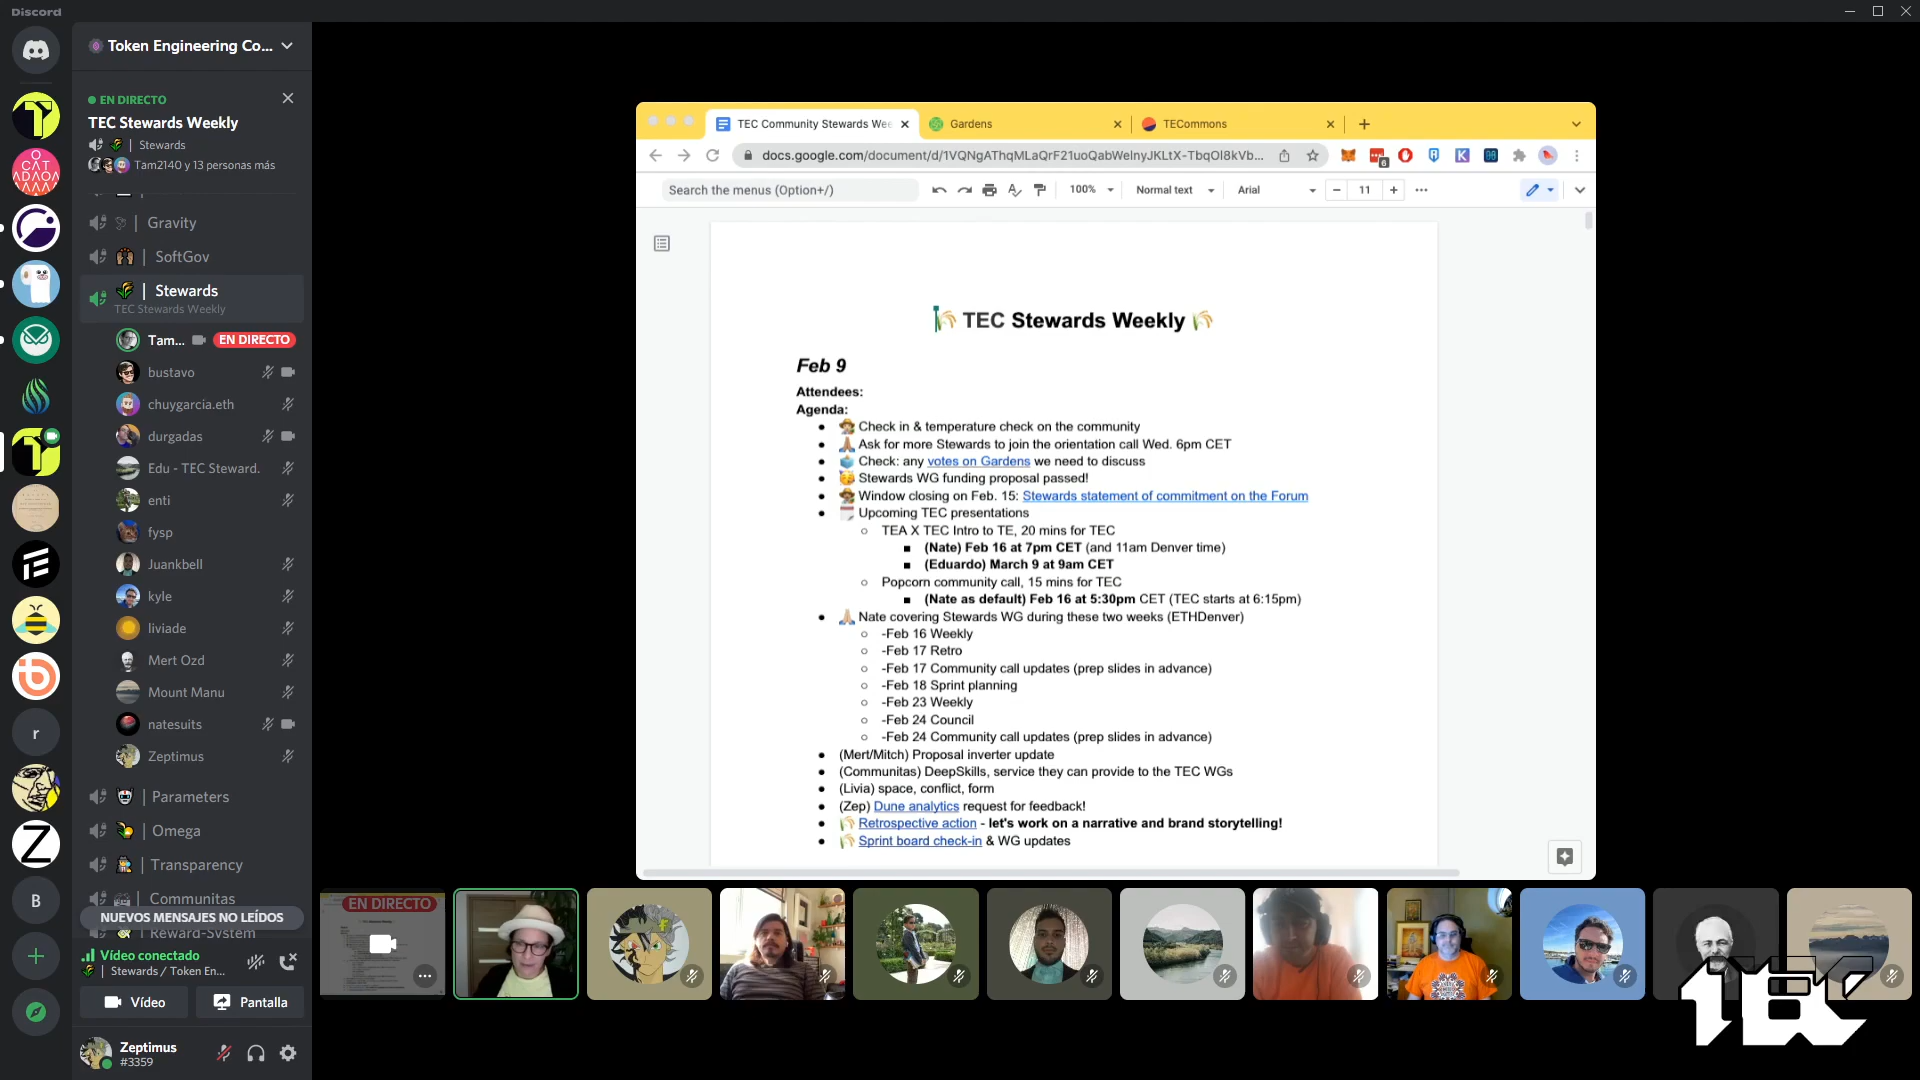 Discord
Token Engineering Co...
EN DIRECTO
TEC Stewards Weekly
| Stewards
Tam2140 y 13 personas más
| Gravity
| SoftGov
| Stewards
TEC Stewards Weekly
Tam... EN DIRECTO
bustavo
chuygarcia.eth
durgadas
Edu - TEC Steward.
enti
fysp
Juankbell
kyle
liviade
Mert Ozd
Mount Manu
natesuits
Zeptimus
| Parameters
| Omega
| Transparency
| Communitas
NUEVOS MENSAJES NO LEÍDOS
| Reward-System
Vídeo conectado
| Stewards / Token En...
Vídeo Pantalla
Zeptimus
#3359
r
B
TEC Community Stewards Wee
Gardens
TECommons
docs.google.com/document/d/1VQNgAThqMLaQrF21uoQabWelnyJKLtX-TbqOl8kVb...
Search the menus (Option+/)
100% Normal text Arial 11
TEC Stewards Weekly
Feb 9
Attendees:
Agenda:
Check in & temperature check on the community
Ask for more Stewards to join the orientation call Wed. 6pm CET
Check: any votes on Gardens we need to discuss
Stewards WG funding proposal passed!
Window closing on Feb. 15: Stewards statement of commitment on the Forum
Upcoming TEC presentations
TEA X TEC Intro to TE, 20 mins for TEC
(Nate) Feb 16 at 7pm CET (and 11am Denver time)
(Eduardo) March 9 at 9am CET
Popcorn community call, 15 mins for TEC
(Nate as default) Feb 16 at 5:30pm CET (TEC starts at 6:15pm)
Nate covering Stewards WG during these two weeks (ETHDenver)
-Feb 16 Weekly
-Feb 17 Retro
-Feb 17 Community call updates (prep slides in advance)
-Feb 18 Sprint planning
-Feb 23 Weekly
-Feb 24 Council
-Feb 24 Community call updates (prep slides in advance)
(Mert/Mitch) Proposal inverter update
(Communitas) DeepSkills, service they can provide to the TEC WGs
(Livia) space, conflict, form
(Zep) Dune analytics request for feedback!
Retrospective action - let's work on a narrative and brand storytelling!
Sprint board check-in & WG updates
EN DIRECTO
TEC